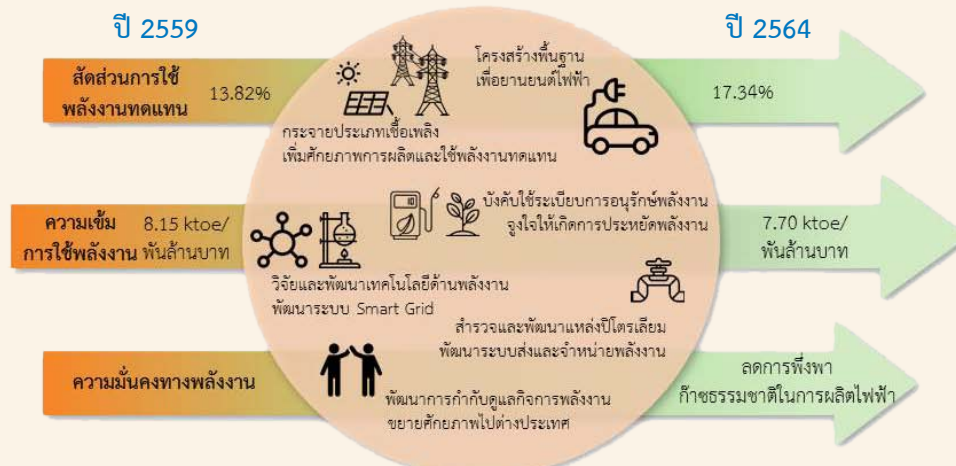 ปี 2559
ปี 2564
สัดส่วนการใช้
พลังงานทดแทน
13.82%
โครงสร้างพื้นฐาน
เพื่อยานยนต์ไฟฟ้า
17.34%
กระจายประเภทเชื้อเพลิง
เพิ่มศักยภาพการผลิตและใช้พลังงานทดแทน
ความเข้ม
การใช้พลังงาน
8.15 ktoe/
พันล้านบาท
บังคับใช้ระเบียบการอนุรักษ์พลังงาน
จูงใจให้เกิดการประหยัดพลังงาน
7.70 ktoe/
พันล้านบาท
วิจัยและพัฒนาเทคโนโลยีด้านพลังงาน
พัฒนาระบบ Smart Grid
สำรวจและพัฒนาแหล่งปิโตรเลียม
พัฒนาระบบส่งและจำหน่ายพลังงาน
ความมั่นคงทางพลังงาน
พัฒนาการกำกับดูแลกิจการพลังงาน
ขยายศักยภาพไปต่างประเทศ
ลดการพึ่งพา
ก๊าซธรรมชาติในการผลิตไฟฟ้า